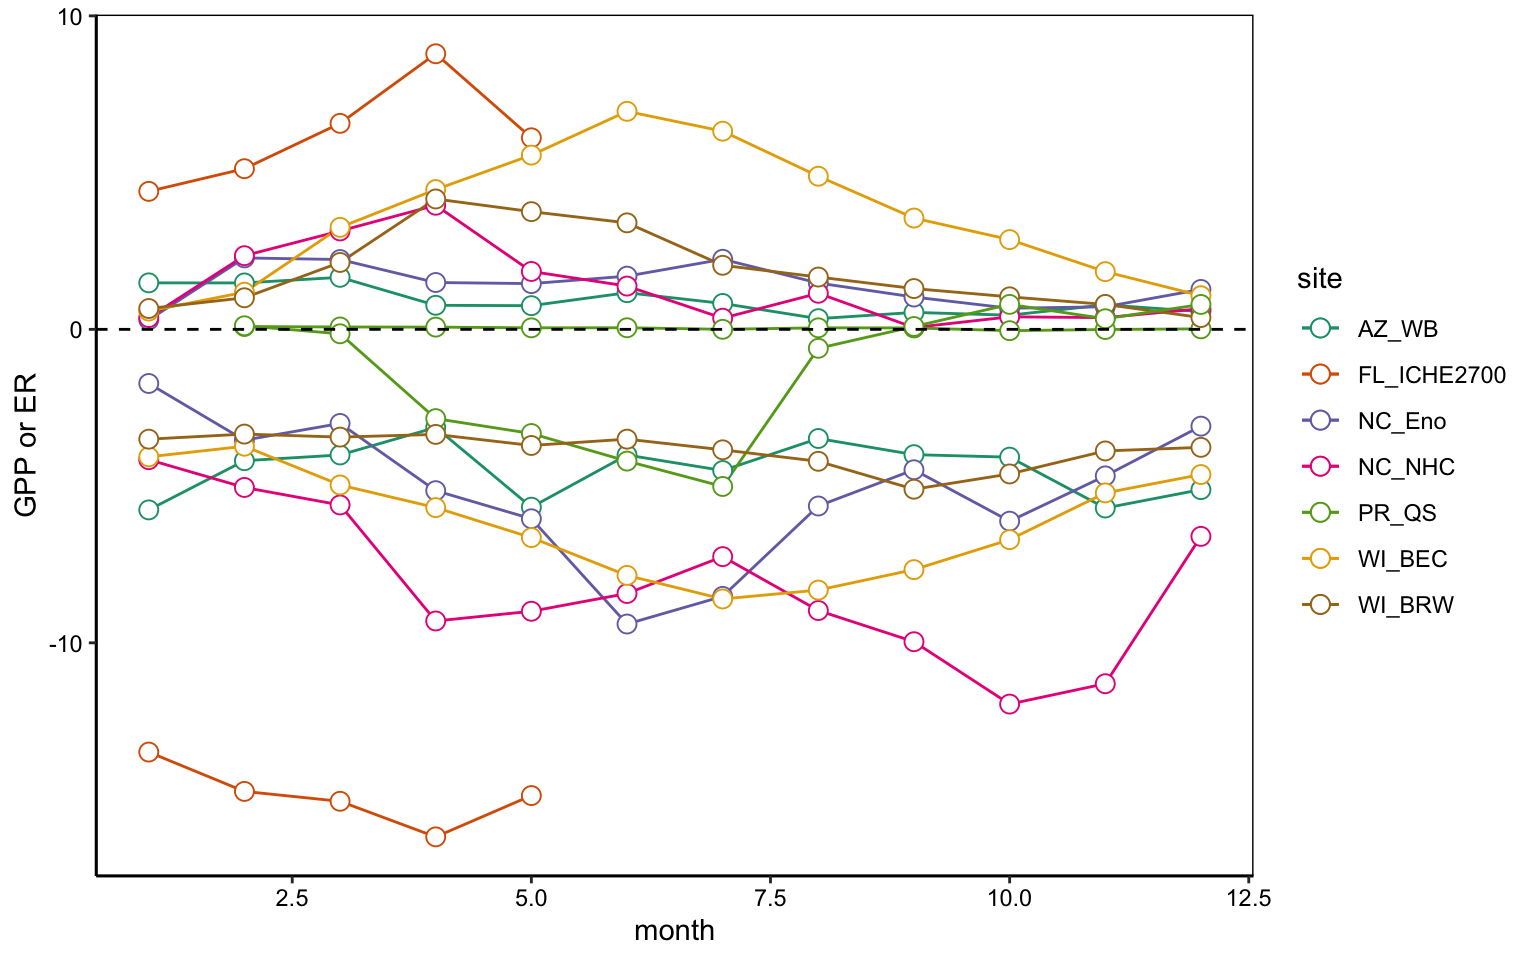 10
0
-10
GPP or ER
2.5
5.0
7.5
10.0
12.5
month
site
AZ_WB
FL_ICHE2700
NC_Eno
NC_NHC
PR_QS
WI_BEC
WI_BRW